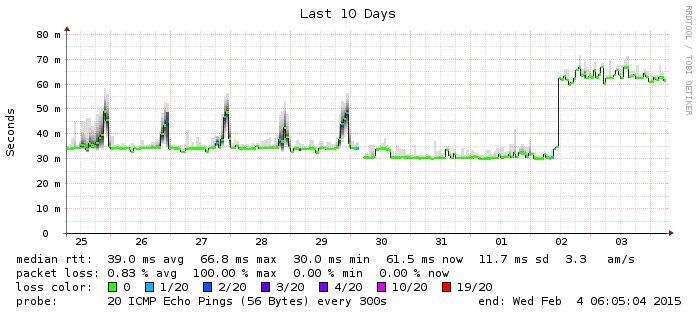 Last 10 Days
RRDTOOL / TOBI OETIKER
Seconds
80 m
70 m
60 m
50 m
40 m
30 m
20 m
10 m
0
25 26 27 28 29 30 31 01 02 03
median rtt: 39.0 ms avg 66.8 ms max 30.0 ms min 61.5 ms now 11.7 ms sd 3.3 am/s
packet loss: 0.83 % avg 100.00 % max 0.00 % min 0.00 % now
loss color: 0 1/20 2/20 3/20 4/20 10/20 19/20
probe: 20 ICMP Echo Pings (56 Bytes) every 300s end: Wed Feb 4 06:05:04 2015